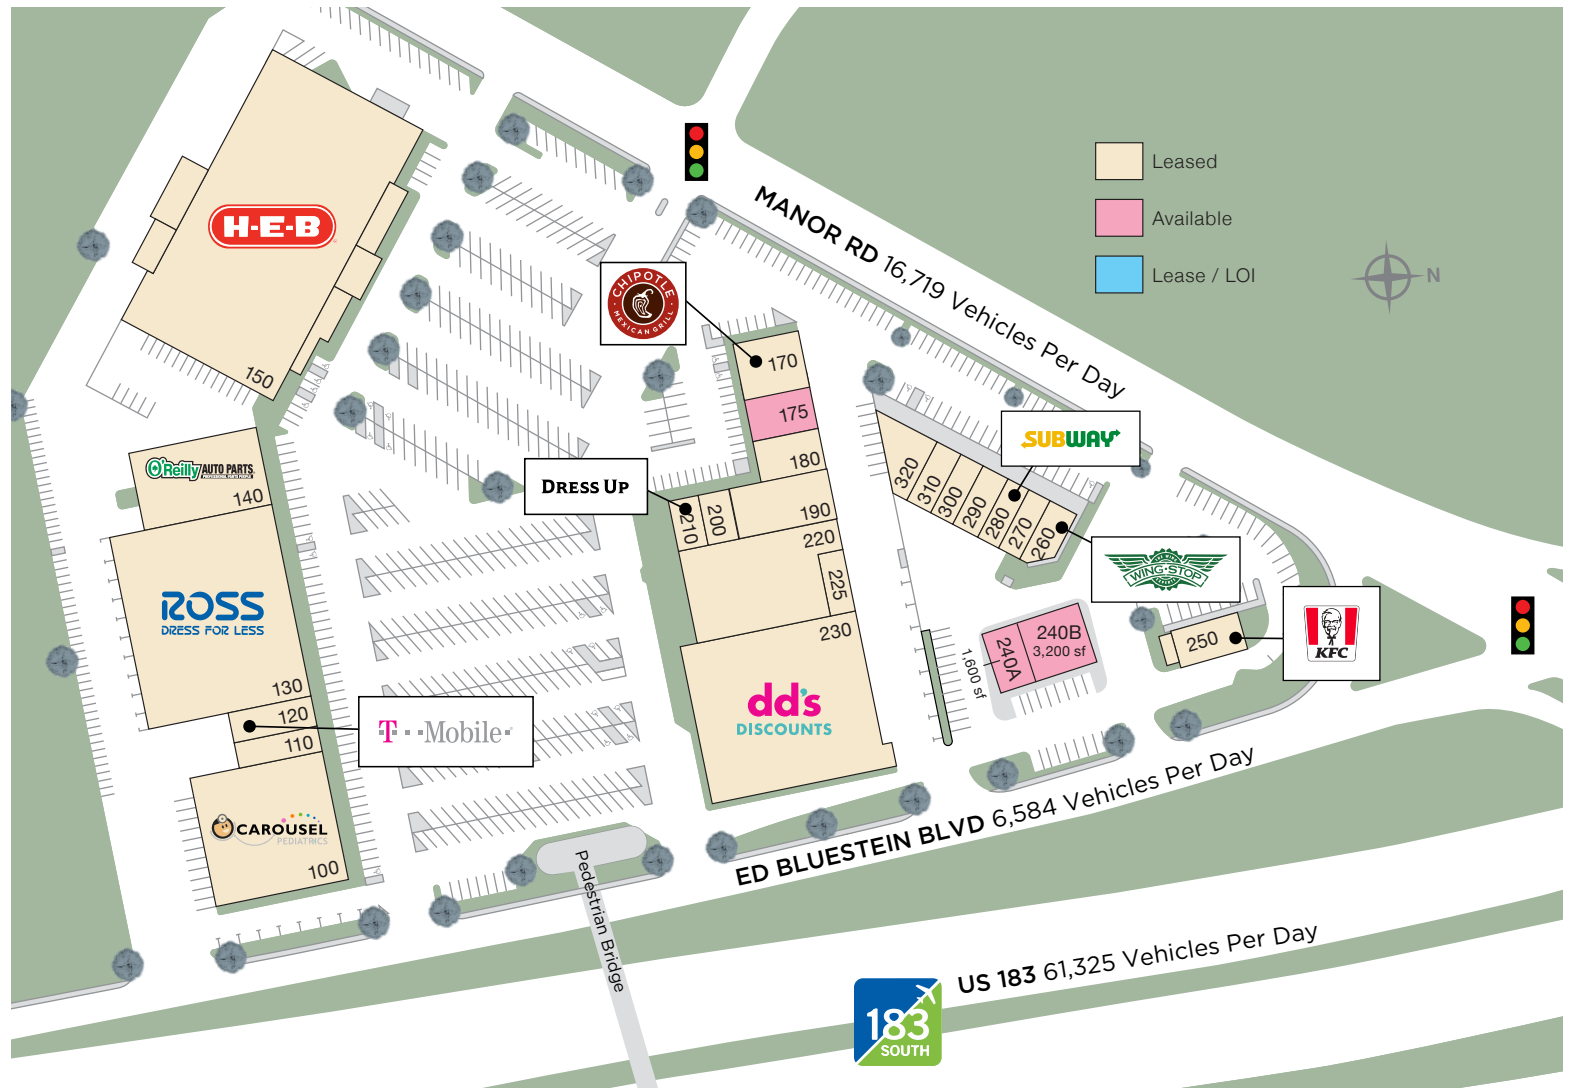 Leased
Available
Lease / LOI
N
MANOR RD 16,719 Vehicles Per Day
H-E-B
150
CHIPOTLE
MEXICAN GRILL
170
175
180
190
200
210
DRESS UP
220
225
230
dd's
DISCOUNTS
O'Reilly AUTO PARTS
140
ROSS
DRESS FOR LESS
130
120
110
T··Mobile·
CAROUSEL
PEDIATRICS
100
320
310
300
290
280
270
260
SUBWAY
WING·STOP
240A
1,600 sf
240B
3,200 sf
250
KFC
Pedestrian Bridge
ED BLUESTEIN BLVD 6,584 Vehicles Per Day
US 183 61,325 Vehicles Per Day
183
SOUTH